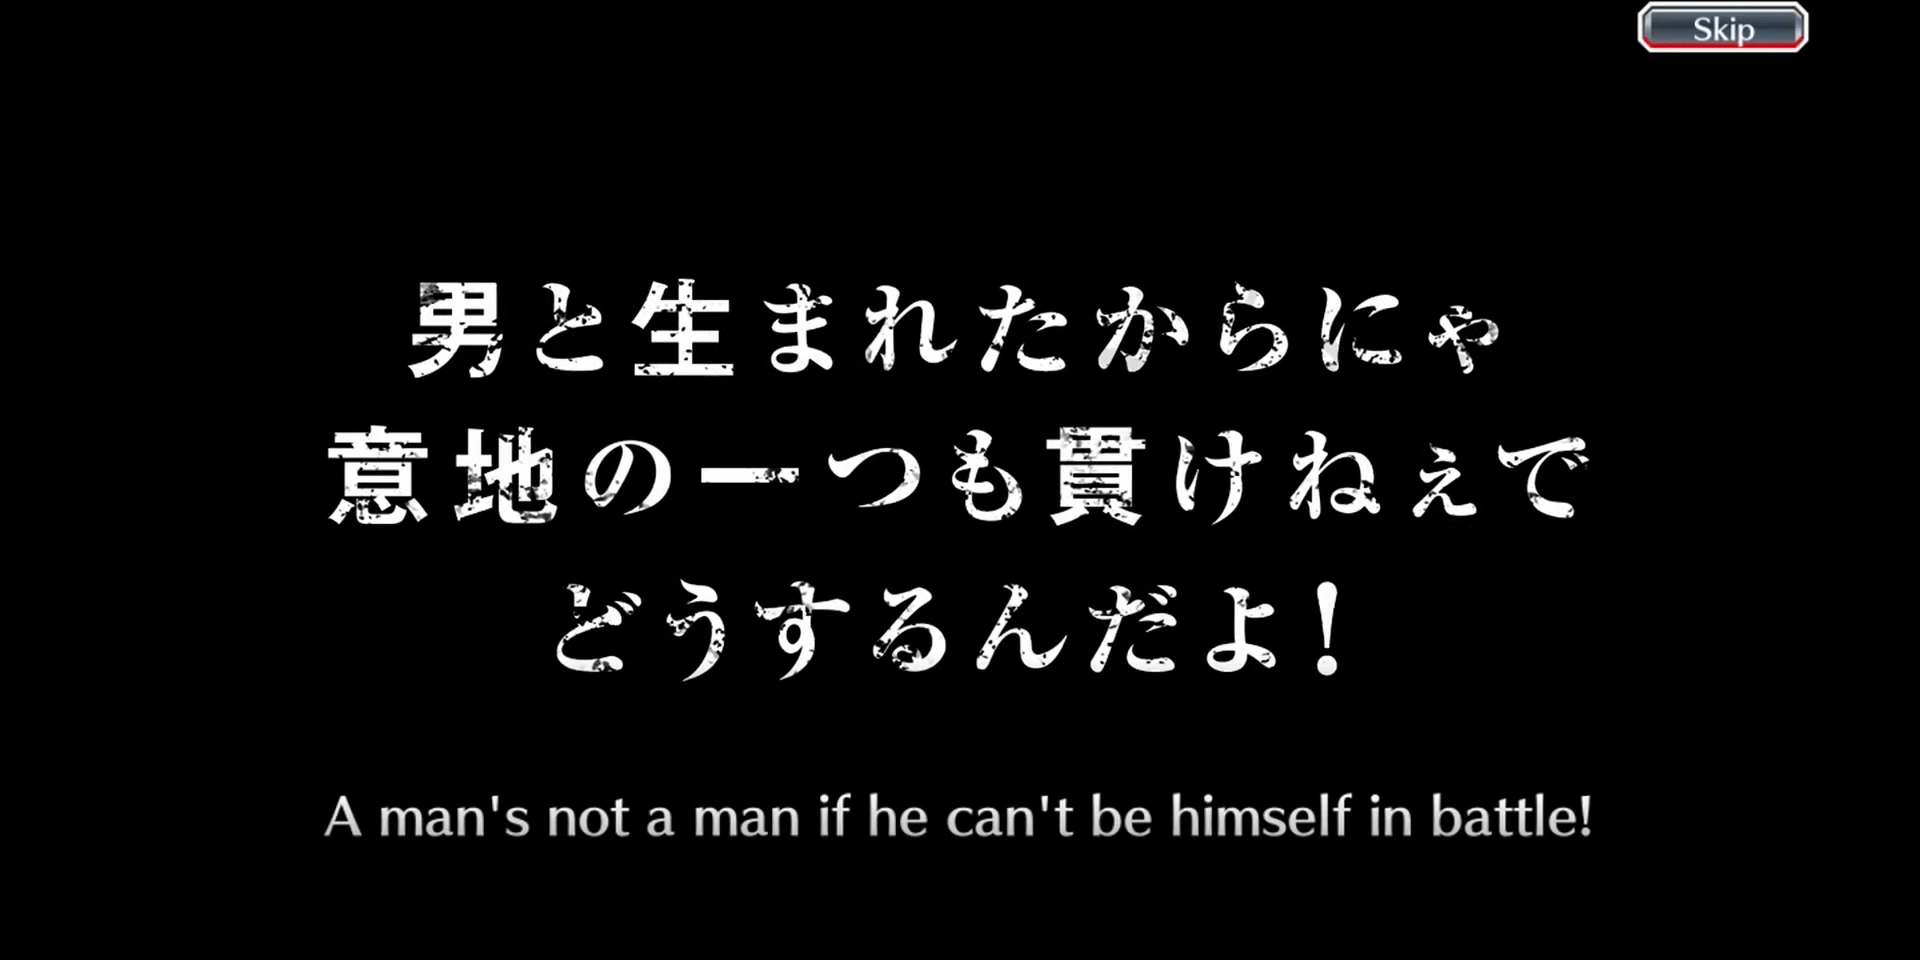 Skip
男と生まれたからにゃ
意地の一つも貫けねぇで
どうするんだよ！
A man's not a man if he can't be himself in battle!